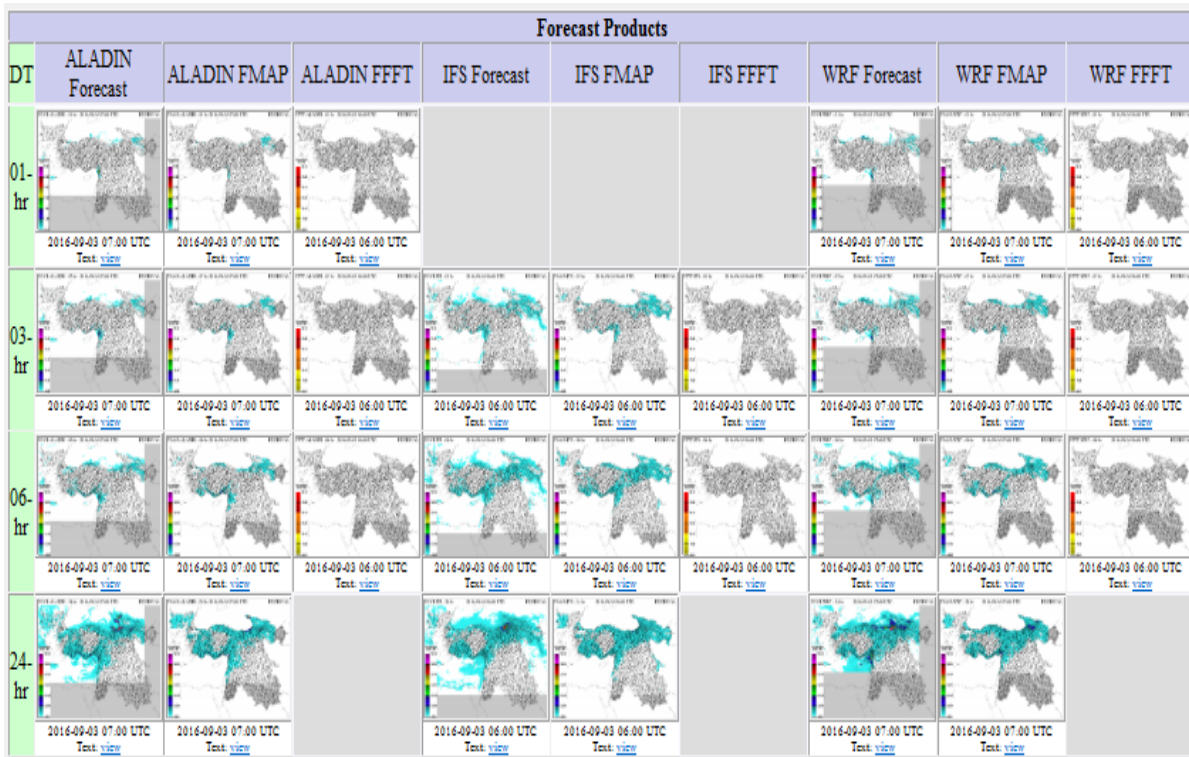 Forecast Products
DT
ALADIN
Forecast
ALADIN FMAP
ALADIN FFFT
IFS Forecast
IFS FMAP
IFS FFFT
WRF Forecast
WRF FMAP
WRF FFFT
01-
hr
2016-09-03 07:00 UTC
Text: view
2016-09-03 07:00 UTC
Text: view
2016-09-03 06:00 UTC
Text: view
2016-09-03 07:00 UTC
Text: view
2016-09-03 07:00 UTC
Text: view
2016-09-03 06:00 UTC
Text: view
03-
hr
2016-09-03 07:00 UTC
Text: view
2016-09-03 07:00 UTC
Text: view
2016-09-03 06:00 UTC
Text: view
2016-09-03 06:00 UTC
Text: view
2016-09-03 06:00 UTC
Text: view
2016-09-03 06:00 UTC
Text: view
2016-09-03 07:00 UTC
Text: view
2016-09-03 07:00 UTC
Text: view
2016-09-03 06:00 UTC
Text: view
06-
hr
2016-09-03 07:00 UTC
Text: view
2016-09-03 07:00 UTC
Text: view
2016-09-03 06:00 UTC
Text: view
2016-09-03 06:00 UTC
Text: view
2016-09-03 06:00 UTC
Text: view
2016-09-03 06:00 UTC
Text: view
2016-09-03 07:00 UTC
Text: view
2016-09-03 07:00 UTC
Text: view
2016-09-03 06:00 UTC
Text: view
24-
hr
2016-09-03 07:00 UTC
Text: view
2016-09-03 07:00 UTC
Text: view
2016-09-03 06:00 UTC
Text: view
2016-09-03 06:00 UTC
Text: view
2016-09-03 07:00 UTC
Text: view
2016-09-03 07:00 UTC
Text: view